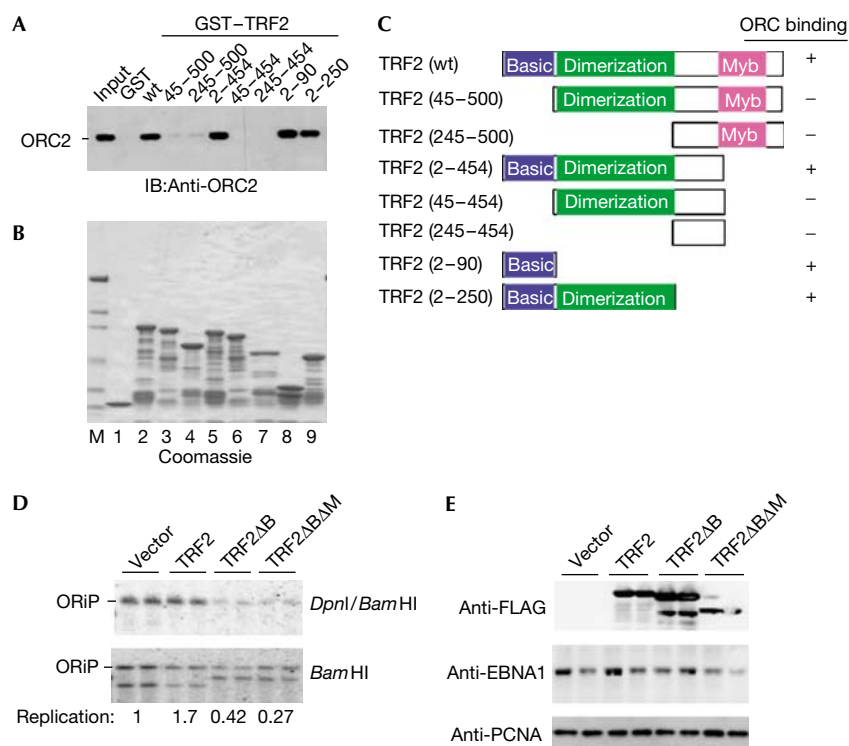 A
GST–TRF2
Input
GST
wt
45–500
245–500
2–454
45–454
245–454
2–90
2–250
ORC2
IB:Anti-ORC2
B
M 1 2 3 4 5 6 7 8 9
Coomassie
C
ORC binding
TRF2 (wt) Basic Dimerization Myb +
TRF2 (45–500) Dimerization Myb –
TRF2 (245–500) Myb –
TRF2 (2–454) Basic Dimerization +
TRF2 (45–454) Dimerization –
TRF2 (245–454) –
TRF2 (2–90) Basic +
TRF2 (2–250) Basic Dimerization +
D
Vector TRF2 TRF2ΔB TRF2ΔBΔM
ORiP DpnI/BamHI
ORiP BamHI
Replication: 1 1.7 0.42 0.27
E
Vector TRF2 TRF2ΔB TRF2ΔBΔM
Anti-FLAG
Anti-EBNA1
Anti-PCNA